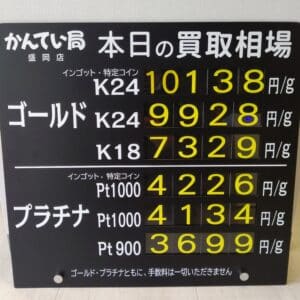 かんてい局 盛岡店 本日の買取相場
インゴット・特定コイン
K24 10138円/g
ゴールド K24 9928円/g
K18 7329円/g
インゴット・特定コイン
Pt1000 4226円/g
プラチナ Pt1000 4134円/g
Pt900 3699円/g
ゴールド・プラチナともに、手数料は一切いただきません